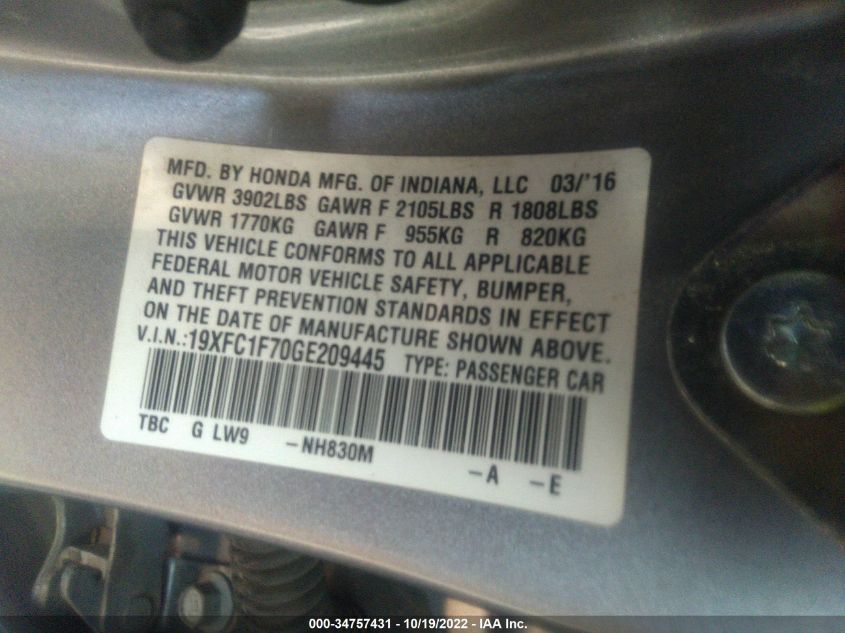 MFD. BY HONDA MFG. OF INDIANA, LLC 03/'16
GVWR 3902LBS GAWR F 2105LBS R 1808LBS
GVWR 1770KG GAWR F 955KG R 820KG
THIS VEHICLE CONFORMS TO ALL APPLICABLE
FEDERAL MOTOR VEHICLE SAFETY, BUMPER,
AND THEFT PREVENTION STANDARDS IN EFFECT
ON THE DATE OF MANUFACTURE SHOWN ABOVE.
V.I.N.:19XFC1F70GE209445 TYPE: PASSENGER CAR
TBC G LW9 -NH830M -A -E
000-34757431 - 10/19/2022 - IAA Inc.